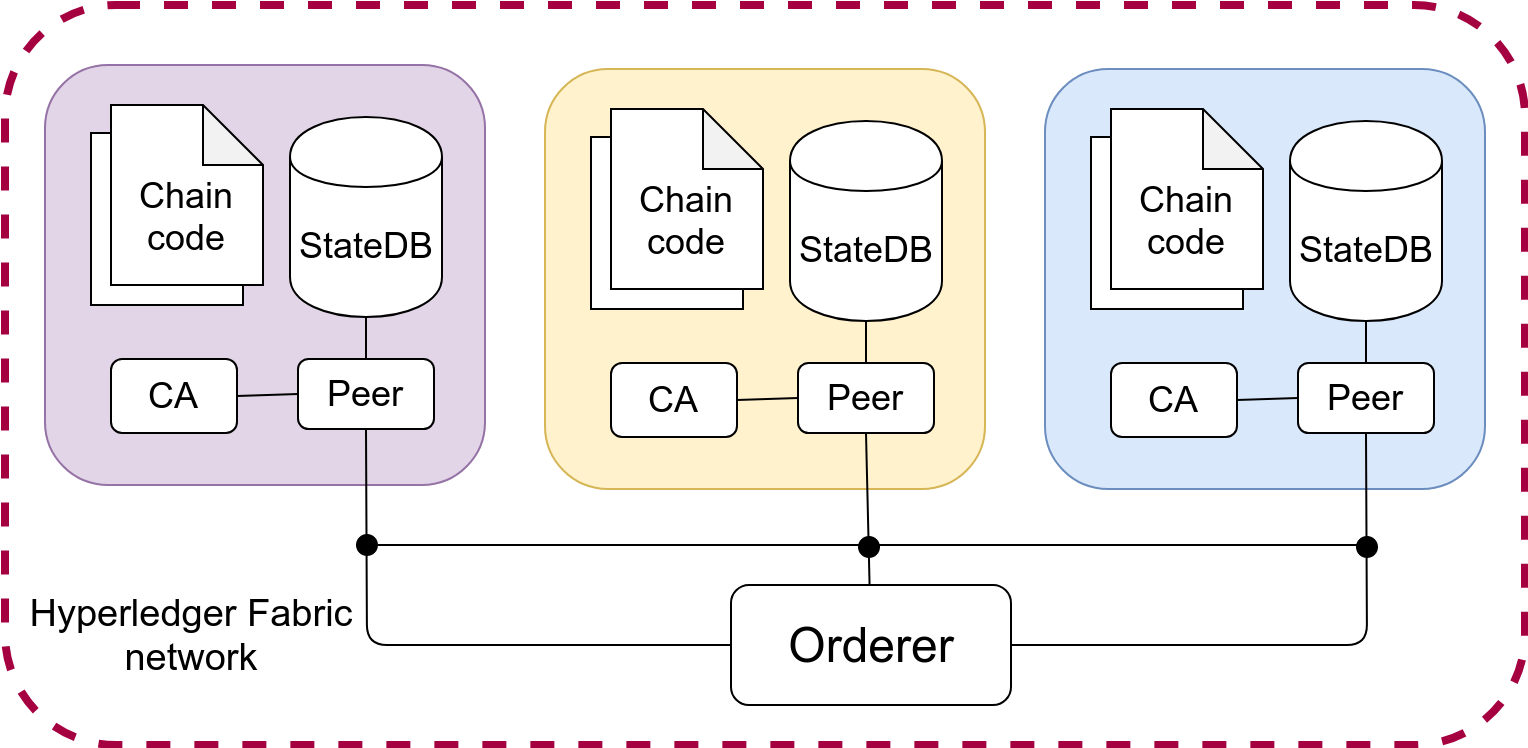 Chain
code
StateDB
CA
Peer
Chain
code
StateDB
CA
Peer
Chain
code
StateDB
CA
Peer
Hyperledger Fabric
network
Orderer